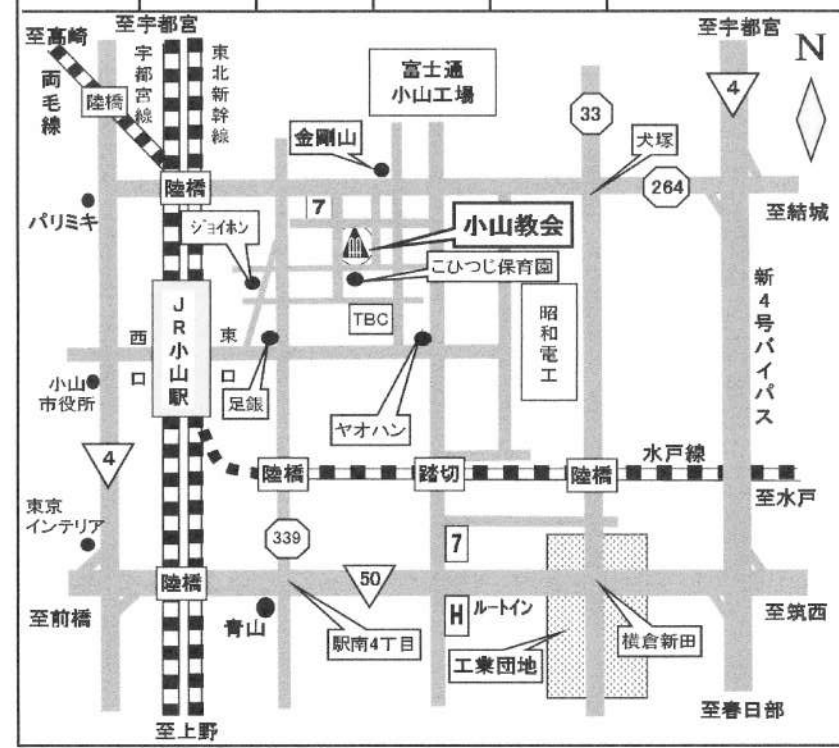 至宇都宮
至宇都宮
至高崎
両毛線
宇都宮線
東北新幹線
富士通
小山工場
N
4
陸橋
33
金剛山
犬塚
陸橋
264
パリミキ
7
小山教会
至結城
ジョイホン
こひつじ保育園
JR小山駅
TBC
昭和電工
新4号バイパス
西口
東口
小山
市役所
足銀
ヤオハン
4
水戸線
陸橋
踏切
陸橋
至水戸
東京
インテリア
339
7
陸橋
50
至前橋
青山
H
ルートイン
至筑西
駅南4丁目
横倉新田
工業団地
至春日部
至上野